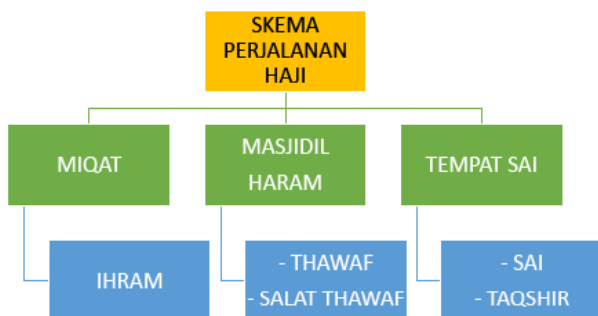 SKEMA
PERJALANAN
HAJI
MIQAT
MASJIDIL
HARAM
TEMPAT SAI
IHRAM
- THAWAF
- SALAT THAWAF
- SAI
- TAQSHIR